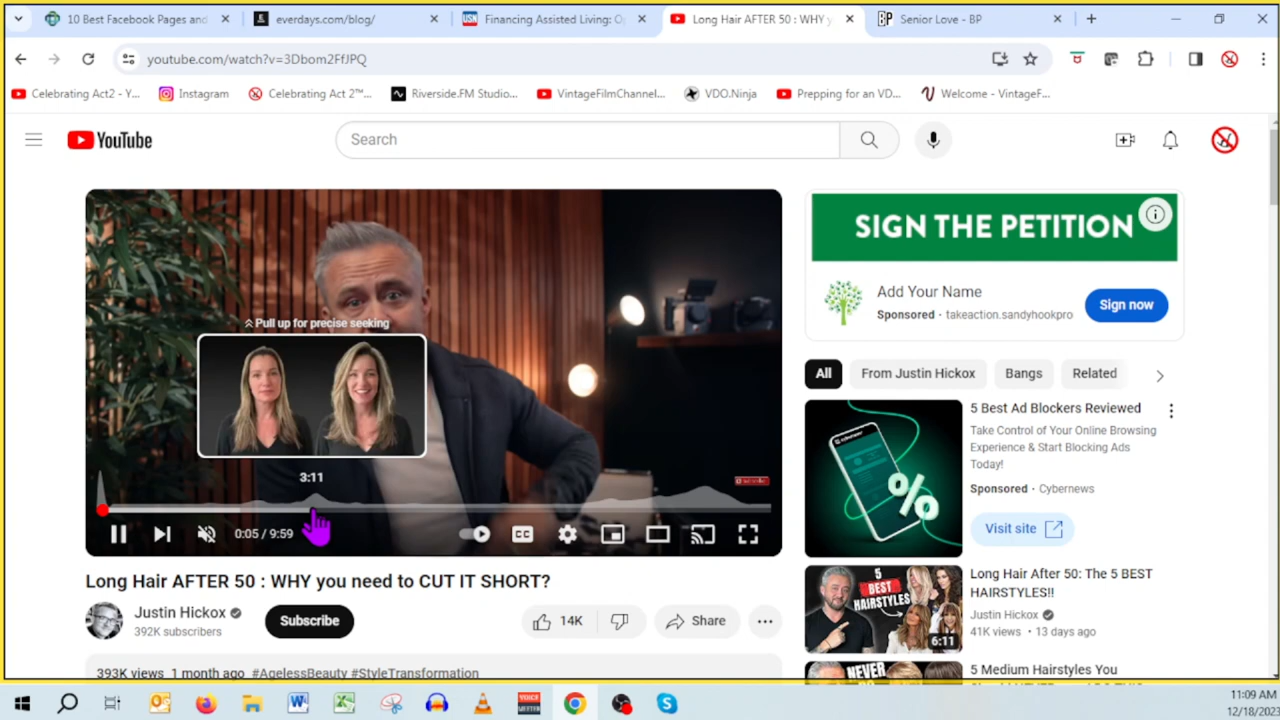 10 Best Facebook Pages and
everdays.com/blog/
Financing Assisted Living: Op
Long Hair AFTER 50 : WHY y
Senior Love - BP
youtube.com/watch?v=3Dbom2FfJPQ
Celebrating Act2 - Y...
Instagram
Celebrating Act 2™...
Riverside.FM Studio...
VintageFilmChannel...
VDO.Ninja
Prepping for an VD...
Welcome - VintageF...
YouTube
Search
SIGN THE PETITION
Add Your Name
Sponsored · takeaction.sandyhookpro
Sign now
Pull up for precise seeking
3:11
0:05 / 9:59
CC
All
From Justin Hickox
Bangs
Related
5 Best Ad Blockers Reviewed
Take Control of Your Online Browsing
Experience & Start Blocking Ads
Today!
Sponsored · Cybernews
Visit site
Long Hair AFTER 50 : WHY you need to CUT IT SHORT?
Justin Hickox
392K subscribers
Subscribe
14K
Share
393K views 1 month ago #AgelessBeauty #StyleTransformation
5
BEST
HAIRSTYLES
6:11
Long Hair After 50: The 5 BEST
HAIRSTYLES!!
Justin Hickox
41K views · 13 days ago
5 Medium Hairstyles You
VOICE
MEETER
11:09 AM
12/18/2023